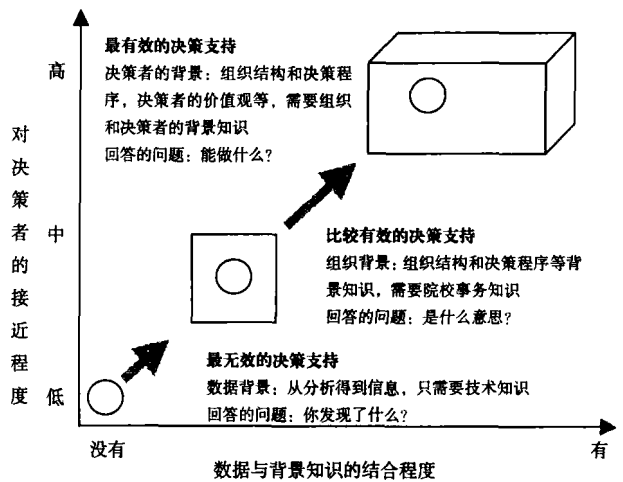 最有效的决策支持
决策者的背景：组织结构和决策程
序，决策者的价值观等，需要组织
和决策者的背景知识
回答的问题：能做什么？
高
对决策者的接近程度
中
比较有效的决策支持
组织背景：组织结构和决策程序等背
景知识，需要院校事务知识
回答的问题：是什么意思？
最无效的决策支持
数据背景：从分析得到信息，只需要技术知识
回答的问题：你发现了什么？
低
没有
有
数据与背景知识的结合程度